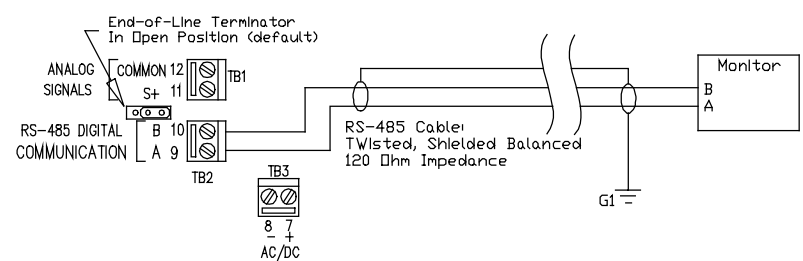 End-of-Line Terminator
In Open Position (default)
ANALOG
SIGNALS
COMMON 12
S+ 11
TB1
RS-485 DIGITAL
COMMUNICATION
B 10
A 9
TB2
RS-485 Cable:
TWisted, Shielded Balanced
120 Ohm Impedance
Monitor
B
A
G1
TB3
8 7
- +
AC/DC